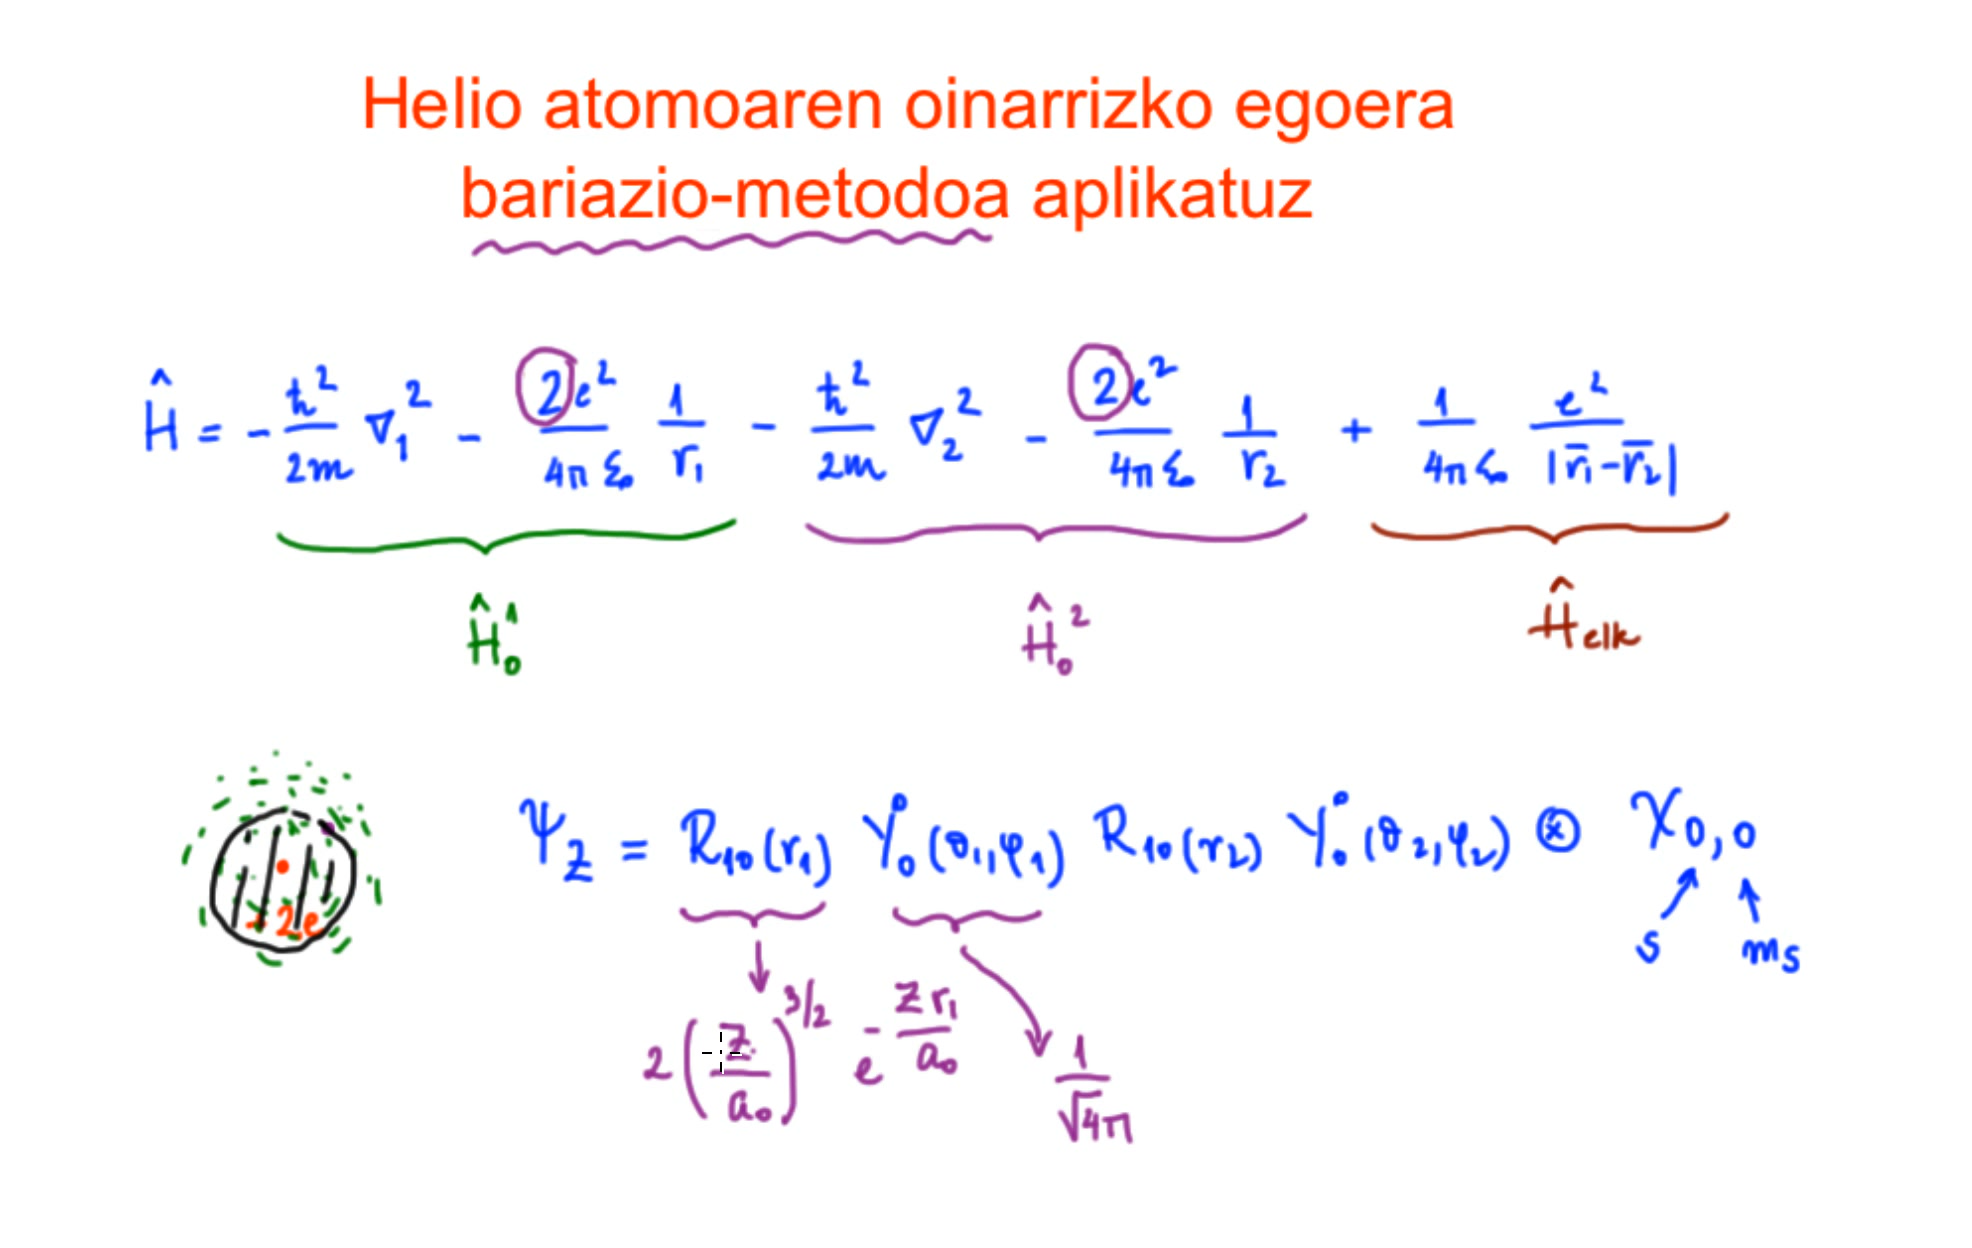 Helio atomoaren oinarrizko egoera
bariazio-metodoa aplikatuz
Ĥ = - ħ²/2m ∇₁² - 2e²/4πε₀ 1/r₁ - ħ²/2m ∇₂² - 2e²/4πε₀ 1/r₂ + 1/4πε₀ e²/|r̄₁-r̄₂|
Ĥ₀¹ Ĥ₀² Ĥelk
+2e
Ψ_Z = R₁₀(r₁) Y₀⁰(θ₁,φ₁) R₁₀(r₂) Y₀⁰(θ₂,φ₂) ⊗ χ₀,₀
s ms
2(Z/a₀)^3/2 e^-Zr₁/a₀ 1/√4π